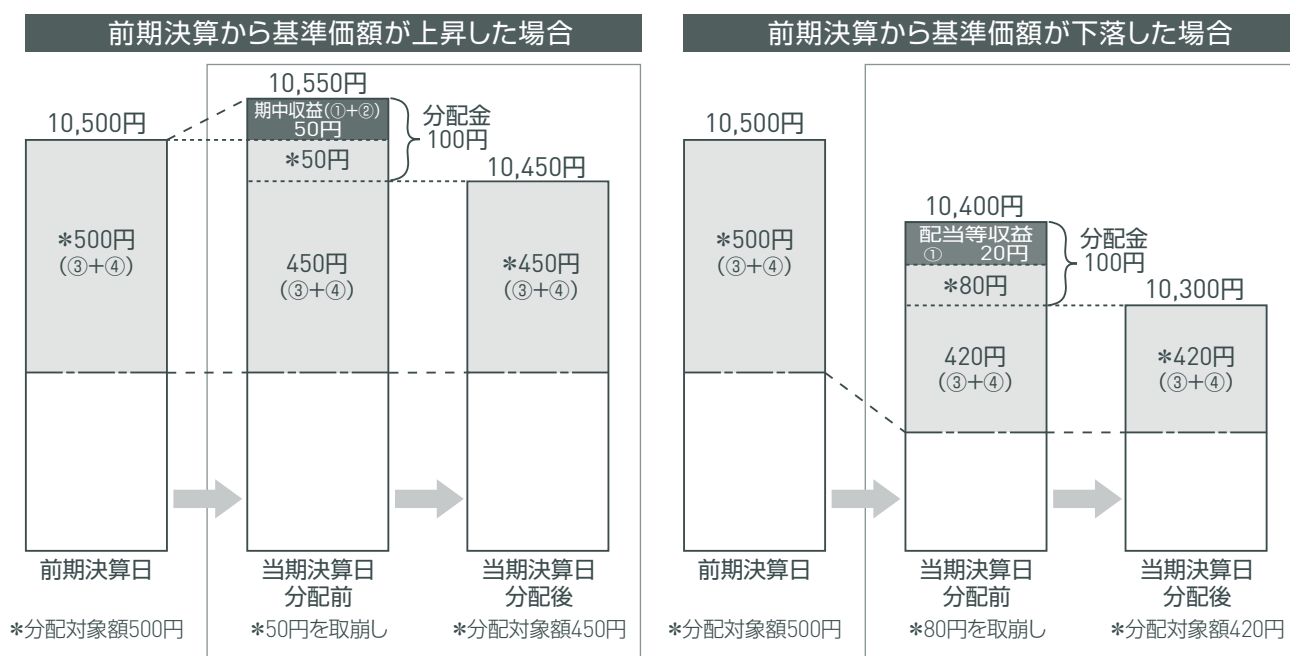 前期決算から基準価額が上昇した場合
10,500円
*500円
(③+④)
前期決算日
*分配対象額500円
10,550円
期中収益(①+②)
50円
*50円
450円
(③+④)
分配金
100円
当期決算日
分配前
*50円を取崩し
10,450円
*450円
(③+④)
当期決算日
分配後
*分配対象額450円
前期決算から基準価額が下落した場合
10,500円
*500円
(③+④)
前期決算日
*分配対象額500円
10,400円
配当等収益
① 20円
*80円
420円
(③+④)
分配金
100円
当期決算日
分配前
*80円を取崩し
10,300円
*420円
(③+④)
当期決算日
分配後
*分配対象額420円